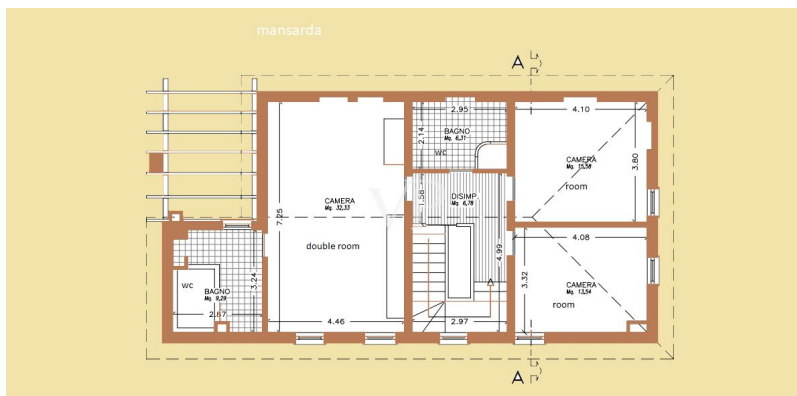 mansarda
A
2.95
4.10
2.14
BAGNO
Mq. 6,31
WC
CAMERA
Mq. 15,58
3.80
room
1.58
DISIMP.
Mq. 6,78
CAMERA
Mq. 32,33
7.25
double room
4.99
4.08
3.32
CAMERA
Mq. 13,54
room
WC
BAGNO
Mq. 9,29
3.24
2.87
4.46
2.97
A